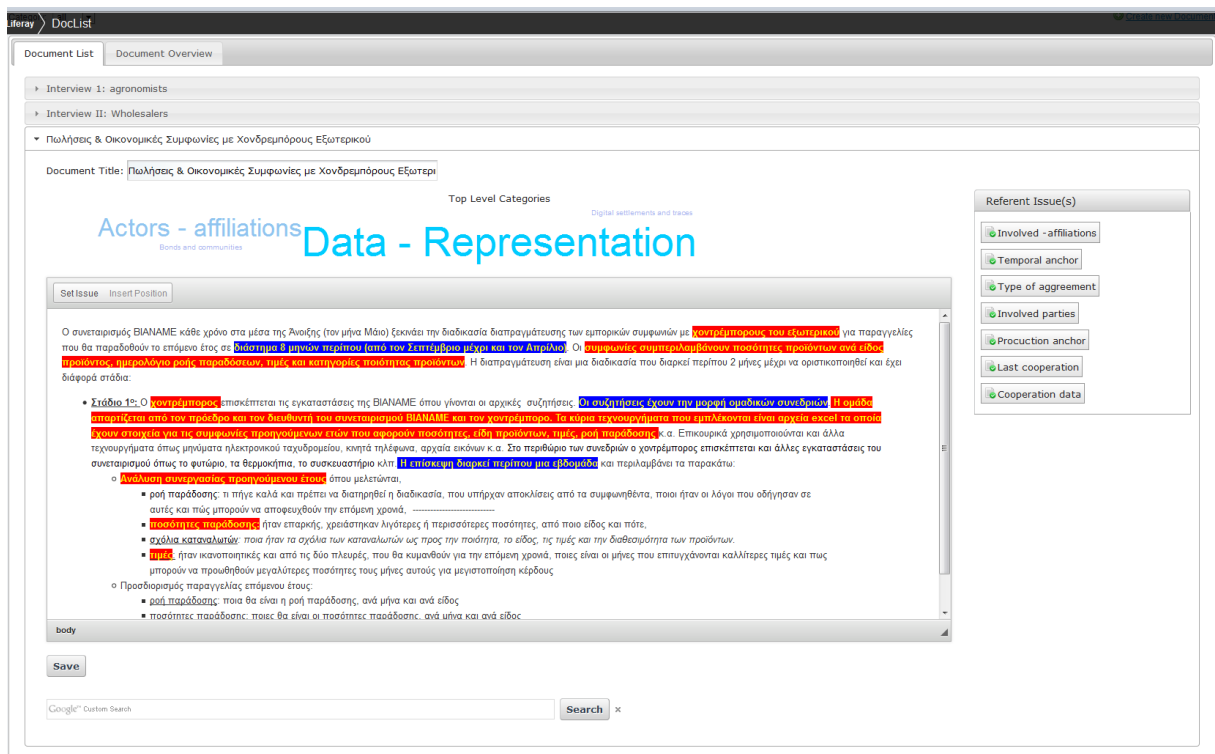 Create new Document
Liferay DocList
Document List Document Overview
Interview 1: agronomists
Interview II: Wholesalers
Πωλήσεις & Οικονομικές Συμφωνίες με Χονδρεμπόρους Εξωτερικού
Document Title: Πωλήσεις & Οικονομικές Συμφωνίες με Χονδρεμπόρους Εξωτερι
Top Level Categories
Digital settlements and traces
Actors - affiliations
Bonds and communities
Data - Representation
Set Issue Insert Position
Ο συνεταιρισμός ΒΙΑΝΑΜΕ κάθε χρόνο στα μέσα της Άνοιξης (τον μήνα Μάιο) ξεκινάει την διαδικασία διαπραγμάτευσης των εμπορικών συμφωνιών με χοντρέμπορους του εξωτερικού για παραγγελίες
που θα παραδοθούν το επόμενο έτος σε διάστημα 8 μηνών περίπου (από τον Σεπτέμβριο μέχρι και τον Απρίλιο). Οι συμφωνίες συμπεριλαμβάνουν ποσότητες προϊόντων ανά είδος
προιόντος, ημερολόγιο ροής παραδόσεων, τιμές και κατηγορίες ποιότητας προϊόντων. Η διαπραγμάτευση είναι μια διαδικασία που διαρκεί περίπου 2 μήνες μέχρι να οριστικοποιηθεί και έχει
διάφορά στάδια:
• Στάδιο 1ο: Ο χοντρέμπορος επισκέπτεται τις εγκαταστάσεις της ΒΙΑΝΑΜΕ όπου γίνονται οι αρχικές συζητήσεις. Οι συζητήσεις έχουν την μορφή ομαδικών συνεδριών. Η ομάδα
απαρτίζεται από τον πρόεδρο και τον διευθυντή του συνεταιρισμού ΒΙΑΝΑΜΕ και τον χοντρέμπορο. Τα κύρια τεχνουργήματα που εμπλέκονται είναι αρχεία excel τα οποία
έχουν στοιχεία για τις συμφωνίες προηγούμενων ετών που αφορούν ποσότητες, είδη προϊόντων, τιμές, ροή παράδοσης κ.α. Επικουρικά χρησιμοποιούνται και άλλα
τεχνουργήματα όπως μηνύματα ηλεκτρονικού ταχυδρομείου, κινητά τηλέφωνα, αρχαία εικόνων κ.α. Στο περιθώριο των συνεδριών ο χοντρέμπορος επισκέπτεται και άλλες εγκαταστάσεις του
συνεταιρισμού όπως το φυτώριο, τα θερμοκήπια, το συσκευαστήριο κλπ. Η επίσκεψη διαρκεί περίπου μια εβδομάδα και περιλαμβάνει τα παρακάτω:
Ανάλυση συνεργασίας προηγούμενου έτους όπου μελετώνται,
ροή παράδοσης: τι πήγε καλά και πρέπει να διατηρηθεί η διαδικασία, που υπήρχαν αποκλίσεις από τα συμφωνηθέντα, ποιοι ήταν οι λόγοι που οδήγησαν σε
αυτές και πώς μπορούν να αποφευχθούν την επόμενη χρονιά, ---------------------------
ποσότητες παράδοσης: ήταν επαρκής, χρειάστηκαν λιγότερες ή περισσότερες ποσότητες, από ποιο είδος και πότε,
σχόλια καταναλωτών: ποια ήταν τα σχόλια των καταναλωτών ως προς την ποιότητα, το είδος, τις τιμές και την διαθεσιμότητα των προϊόντων.
τιμές: ήταν ικανοποιητικές και από τις δύο πλευρές, που θα κυμανθούν για την επόμενη χρονιά, ποιες είναι οι μήνες που επιτυγχάνονται καλλίτερες τιμές και πως
μπορούν να προωθηθούν μεγαλύτερες ποσότητες τους μήνες αυτούς για μεγιστοποίηση κέρδους
Προσδιορισμός παραγγελίας επόμενου έτους:
ροή παράδοσης: ποια θα είναι η ροή παράδοσης, ανά μήνα και ανά είδος
ποσότητες παράδοσης: ποιες θα είναι οι ποσότητες παράδοσης, ανά μήνα και ανά είδος
body
Save
Google™ Custom Search Search ×
Referent Issue(s)
Involved -affiliations
Temporal anchor
Type of aggreement
Involved parties
Procuction anchor
Last cooperation
Cooperation data